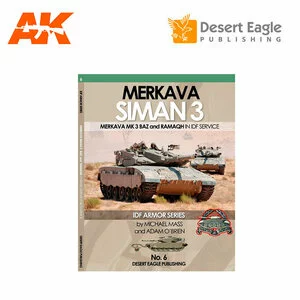 AK
Desert Eagle
PUBLISHING
MERKAVA
SIMAN 3
MERKAVA MK 3 BAZ and RAMAQH IN IDF SERVICE
IDF ARMOR SERIES
by MICHAEL MASS
and ADAM O'BRIEN
No. 6
DESERT EAGLE PUBLISHING